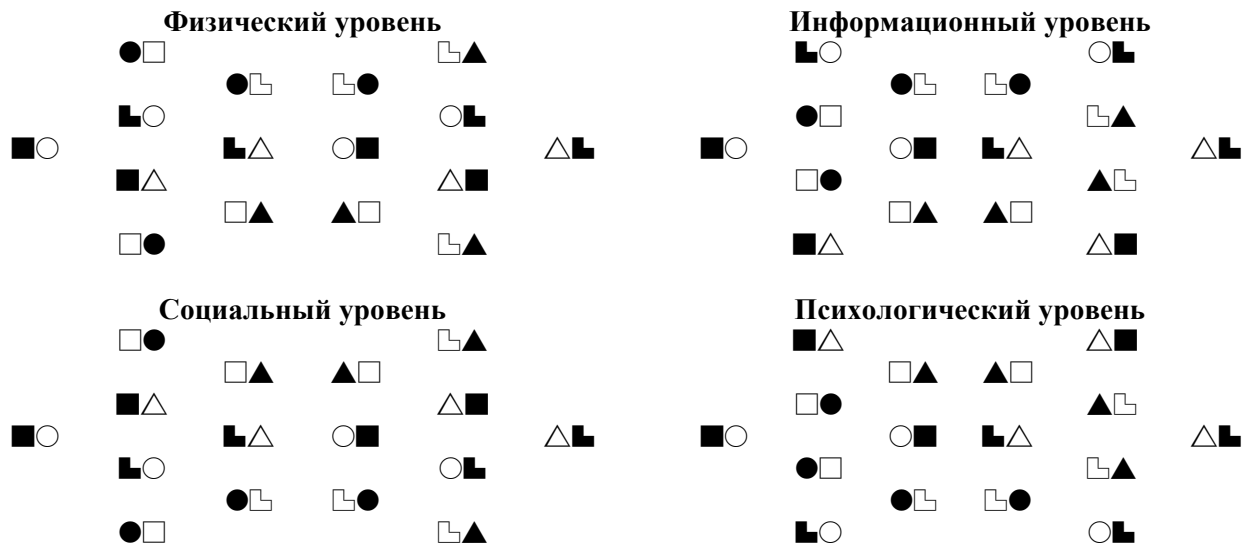 Физический уровень
Информационный уровень
Социальный уровень
Психологический уровень